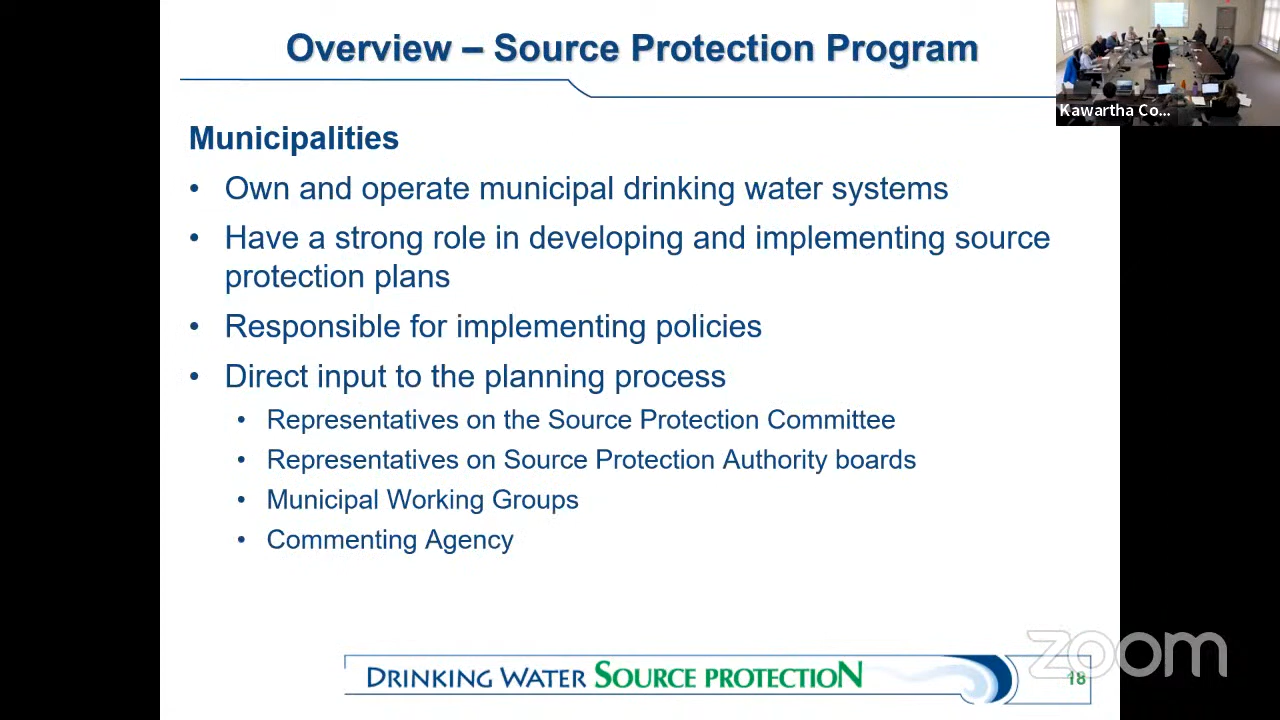 Overview – Source Protection Program
Kawartha Co...
Municipalities
• Own and operate municipal drinking water systems
• Have a strong role in developing and implementing source
protection plans
• Responsible for implementing policies
• Direct input to the planning process
• Representatives on the Source Protection Committee
• Representatives on Source Protection Authority boards
• Municipal Working Groups
• Commenting Agency
zoom
DRINKING WATER SOURCE PROTECTION
18